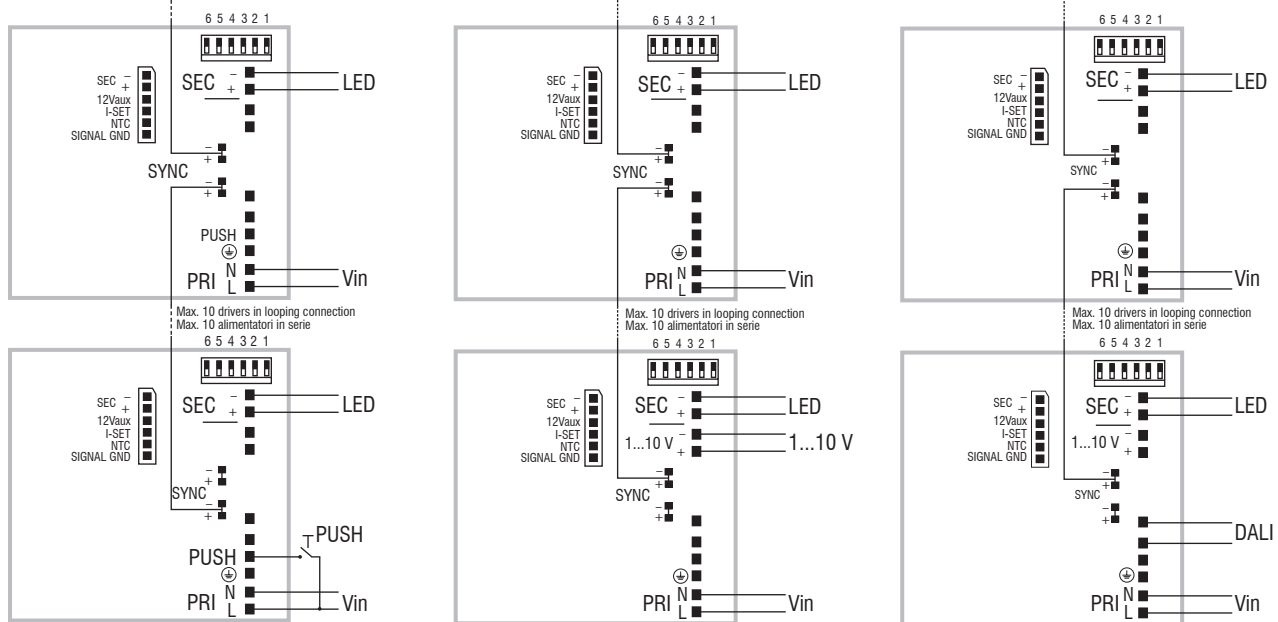 6 5 4 3 2 1
SEC −
+
12Vaux
I-SET
NTC
SIGNAL GND
SEC −
+
LED
−
+
SYNC
−
+
PUSH
PRI N
L
Vin
Max. 10 drivers in looping connection
Max. 10 alimentatori in serie
6 5 4 3 2 1
SEC −
+
12Vaux
I-SET
NTC
SIGNAL GND
SEC −
+
LED
−
+
SYNC
−
+
PRI N
L
Vin
Max. 10 drivers in looping connection
Max. 10 alimentatori in serie
6 5 4 3 2 1
SEC −
+
12Vaux
I-SET
NTC
SIGNAL GND
SEC −
+
LED
−
+
SYNC
−
+
PRI N
L
Vin
Max. 10 drivers in looping connection
Max. 10 alimentatori in serie
6 5 4 3 2 1
SEC −
+
12Vaux
I-SET
NTC
SIGNAL GND
SEC −
+
LED
−
+
SYNC
−
+
PUSH
PUSH
PRI N
L
Vin
6 5 4 3 2 1
SEC −
+
12Vaux
I-SET
NTC
SIGNAL GND
SEC −
+
LED
1...10 V −
+
1...10 V
−
+
SYNC
−
+
PRI N
L
Vin
6 5 4 3 2 1
SEC −
+
12Vaux
I-SET
NTC
SIGNAL GND
SEC −
+
LED
1...10 V −
+
−
+
SYNC
−
+
DALI
PRI N
L
Vin